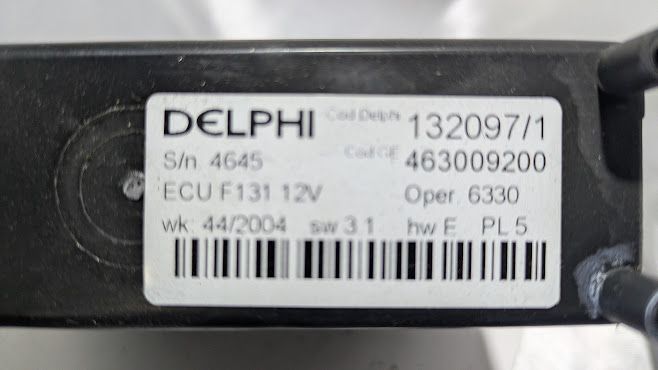 DELPHI Cod Delphi 132097/1
S/n. 4645 Cod GE 463009200
ECU F131 12V Oper. 6330
wk: 44/2004 sw 3.1 hw E PL 5